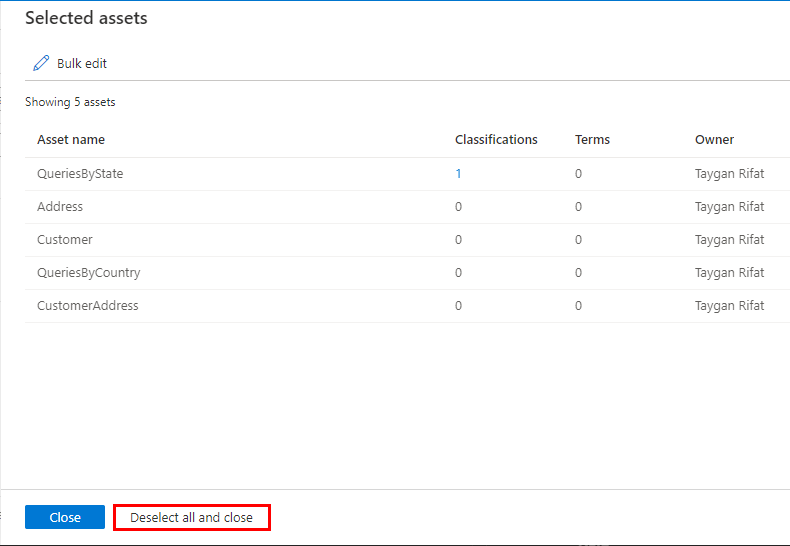 Selected assets
Bulk edit
Showing 5 assets
Asset name Classifications Terms Owner
QueriesByState 1 0 Taygan Rifat
Address 0 0 Taygan Rifat
Customer 0 0 Taygan Rifat
QueriesByCountry 0 0 Taygan Rifat
CustomerAddress 0 0 Taygan Rifat
Close Deselect all and close